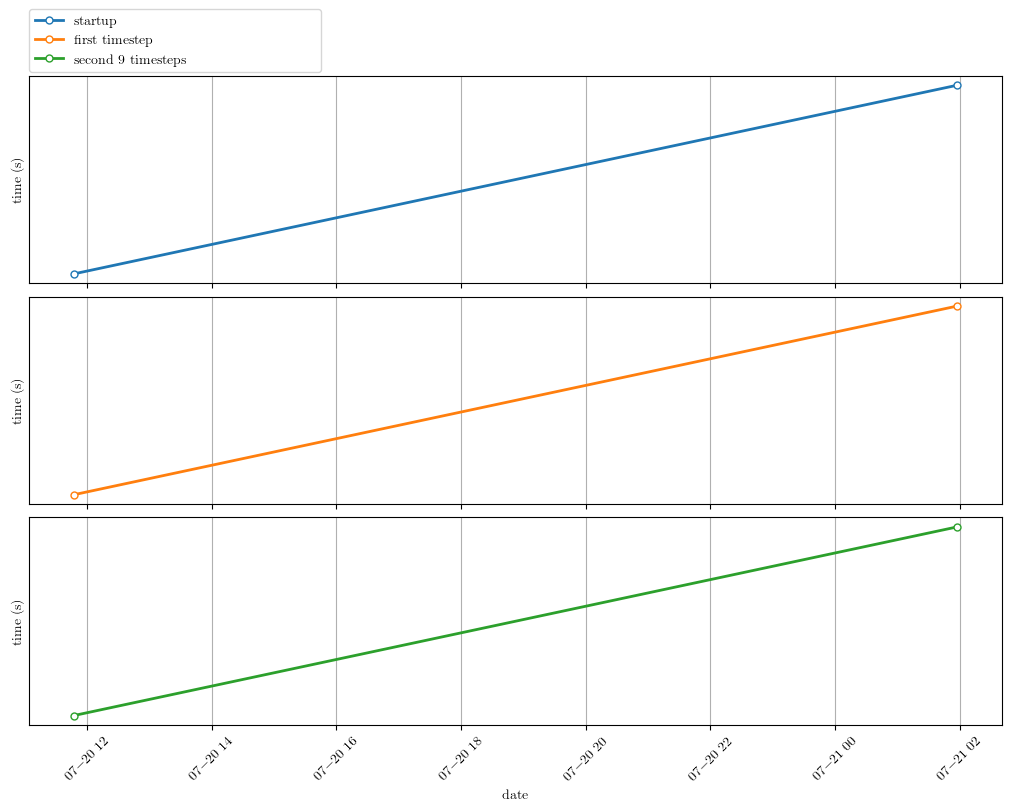 startup
first timestep
second 9 timesteps
time (s)
time (s)
time (s)
07−20 12
07−20 14
07−20 16
07−20 18
07−20 20
07−20 22
07−21 00
07−21 02
date